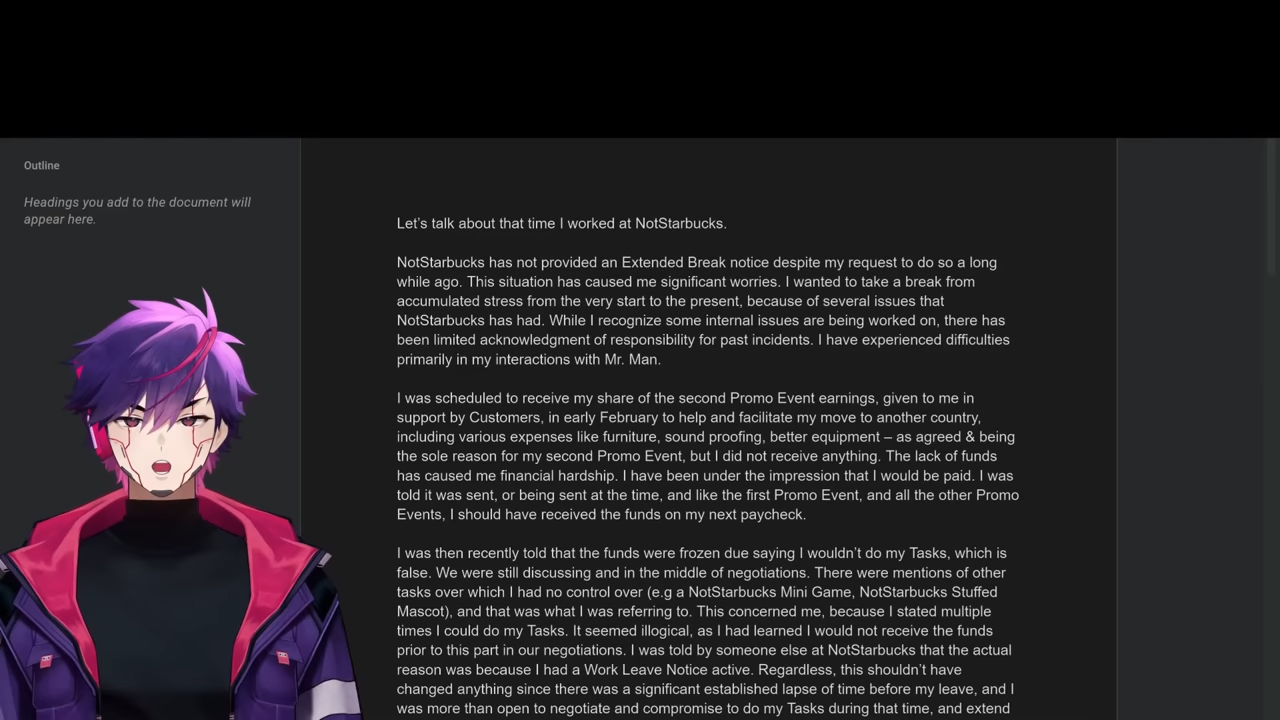 Outline
Headings you add to the document will
appear here.
Let’s talk about that time I worked at NotStarbucks.
NotStarbucks has not provided an Extended Break notice despite my request to do so a long
while ago. This situation has caused me significant worries. I wanted to take a break from
accumulated stress from the very start to the present, because of several issues that
NotStarbucks has had. While I recognize some internal issues are being worked on, there has
been limited acknowledgment of responsibility for past incidents. I have experienced difficulties
primarily in my interactions with Mr. Man.
I was scheduled to receive my share of the second Promo Event earnings, given to me in
support by Customers, in early February to help and facilitate my move to another country,
including various expenses like furniture, sound proofing, better equipment – as agreed & being
the sole reason for my second Promo Event, but I did not receive anything. The lack of funds
has caused me financial hardship. I have been under the impression that I would be paid. I was
told it was sent, or being sent at the time, and like the first Promo Event, and all the other Promo
Events, I should have received the funds on my next paycheck.
I was then recently told that the funds were frozen due saying I wouldn’t do my Tasks, which is
false. We were still discussing and in the middle of negotiations. There were mentions of other
tasks over which I had no control over (e.g a NotStarbucks Mini Game, NotStarbucks Stuffed
Mascot), and that was what I was referring to. This concerned me, because I stated multiple
times I could do my Tasks. It seemed illogical, as I had learned I would not receive the funds
prior to this part in our negotiations. I was told by someone else at NotStarbucks that the actual
reason was because I had a Work Leave Notice active. Regardless, this shouldn’t have
changed anything since there was a significant established lapse of time before my leave, and I
was more than open to negotiate and compromise to do my Tasks during that time, and extend